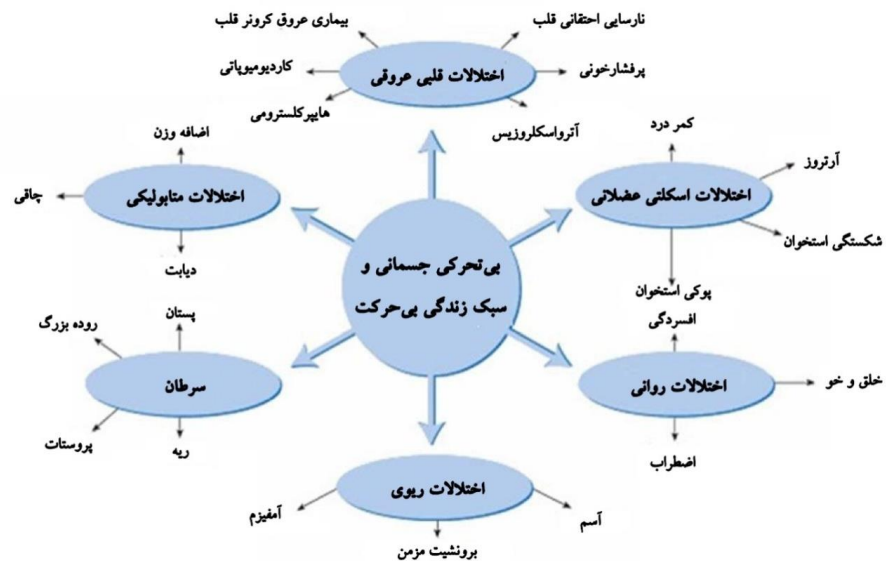 نارسایی احتقانی قلب
بیماری عروق کرونر قلب
پرفشارخونی
اختلالات قلبی عروقی
کاردیومیوپاتی
هایپرکلسترومی
آترواسکلروزیس
کمر درد
آرتروز
اختلالات اسکلتی عضلانی
شکستگی استخوان
پوکی استخوان
اضافه وزن
اختلالات متابولیکی
چاقی
دیابت
بی‌تحرکی جسمانی و
سبک زندگی بی‌حرکت
افسردگی
خلق و خو
اختلالات روانی
اضطراب
پستان
روده بزرگ
سرطان
پروستات
ریه
اختلالات ریوی
آسم
آمفیزم
برونشیت مزمن